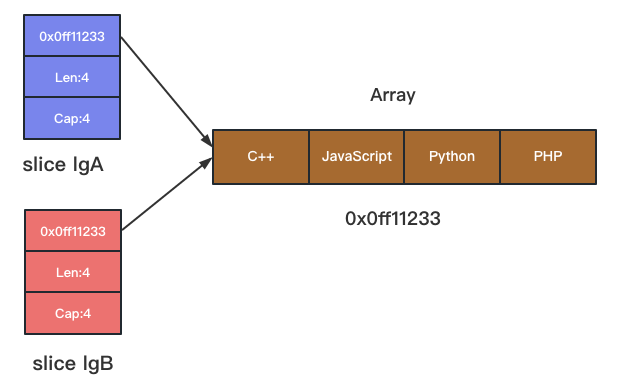 0x0ff11233
Len:4
Cap:4
slice lgA
Array
C++ JavaScript Python PHP
0x0ff11233
0x0ff11233
Len:4
Cap:4
slice lgB